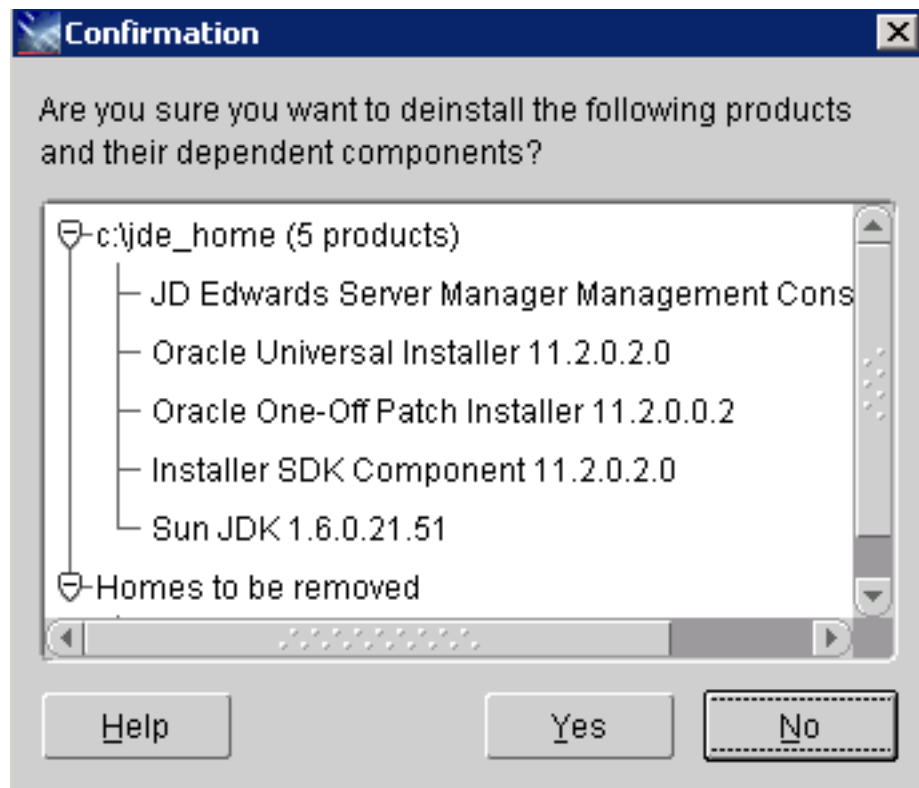 Confirmation
Are you sure you want to deinstall the following products
and their dependent components?
c:\jde_home (5 products)
JD Edwards Server Manager Management Cons
Oracle Universal Installer 11.2.0.2.0
Oracle One-Off Patch Installer 11.2.0.0.2
Installer SDK Component 11.2.0.2.0
Sun JDK 1.6.0.21.51
Homes to be removed
Help Yes No